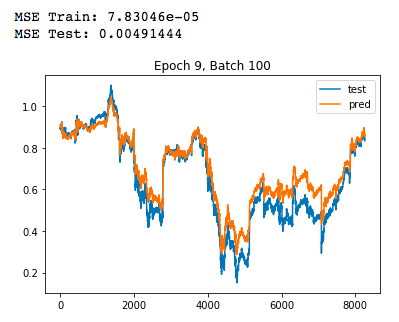 MSE Train: 7.83046e-05
MSE Test: 0.00491444
Epoch 9, Batch 100
test
pred
1.0
0.8
0.6
0.4
0.2
0 2000 4000 6000 8000